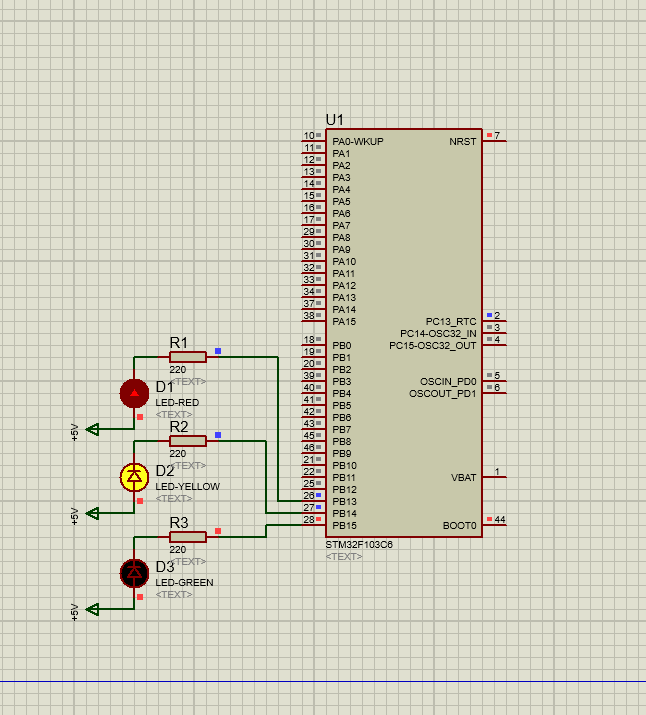 U1
10 PA0-WKUP
11 PA1
12 PA2
13 PA3
14 PA4
15 PA5
16 PA6
17 PA7
29 PA8
30 PA9
31 PA10
32 PA11
33 PA12
34 PA13
37 PA14
38 PA15
18 PB0
19 PB1
20 PB2
39 PB3
40 PB4
41 PB5
42 PB6
43 PB7
45 PB8
46 PB9
21 PB10
22 PB11
25 PB12
26 PB13
27 PB14
28 PB15
NRST 7
PC13_RTC 2
PC14-OSC32_IN 3
PC15-OSC32_OUT 4
OSCIN_PD0 5
OSCOUT_PD1 6
VBAT 1
BOOT0 44
STM32F103C6
<TEXT>
R1
220
<TEXT>
D1
LED-RED
<TEXT>
+5V
R2
220
<TEXT>
D2
LED-YELLOW
<TEXT>
+5V
R3
220
<TEXT>
D3
LED-GREEN
<TEXT>
+5V